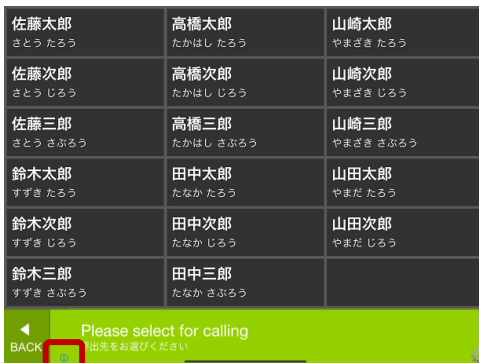 佐藤太郎
さとう たろう
高橋太郎
たかはし たろう
山崎太郎
やまざき たろう
佐藤次郎
さとう じろう
高橋次郎
たかはし じろう
山崎次郎
やまざき じろう
佐藤三郎
さとう さぶろう
高橋三郎
たかはし さぶろう
山崎三郎
やまざき さぶろう
鈴木太郎
すずき たろう
田中太郎
たなか たろう
山田太郎
やまだ たろう
鈴木次郎
すずき じろう
田中次郎
たなか じろう
山田次郎
やまだ じろう
鈴木三郎
すずき さぶろう
田中三郎
たなか さぶろう
BACK
Please select for calling
出先をお選びください